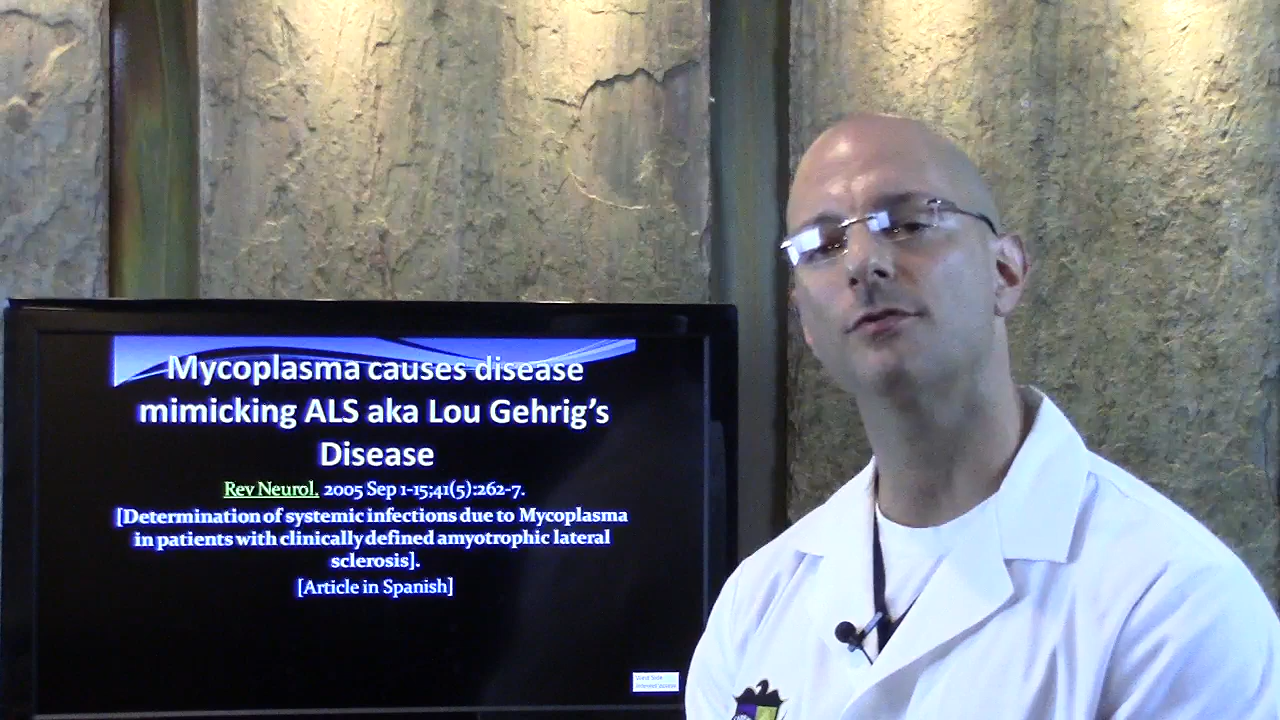 Mycoplasma causes disease
mimicking ALS aka Lou Gehrig's
Disease
Rev Neurol. 2005 Sep 1-15;41(5):262-7.
[Determination of systemic infections due to Mycoplasma
in patients with clinically defined amyotrophic lateral
sclerosis].
[Article in Spanish]